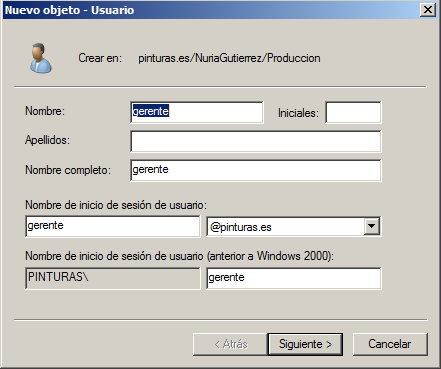 Nuevo objeto - Usuario
Crear en: pinturas.es/NuriaGutierrez/Produccion
Nombre: gerente Iniciales:
Apellidos:
Nombre completo: gerente
Nombre de inicio de sesión de usuario:
gerente @pinturas.es
Nombre de inicio de sesión de usuario (anterior a Windows 2000):
PINTURAS\ gerente
< Atrás Siguiente > Cancelar